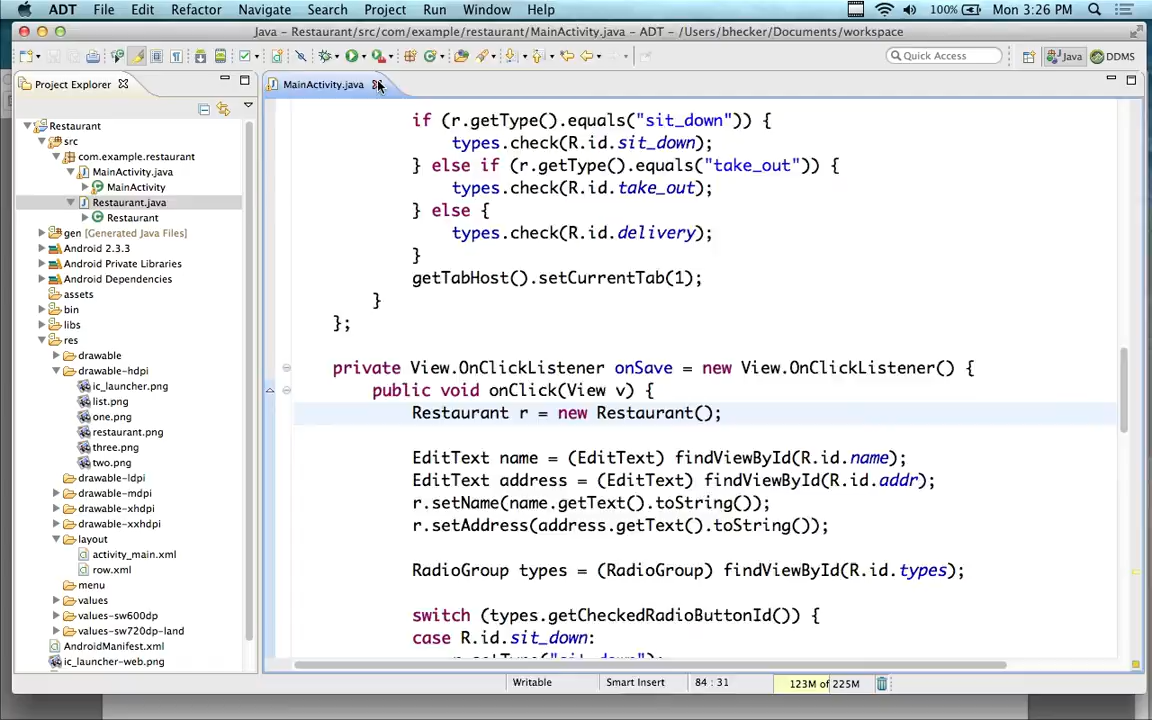 ADT File Edit Refactor Navigate Search Project Run Window Help 100% Mon 3:26 PM
Java - Restaurant/src/com/example/restaurant/MainActivity.java - ADT - /Users/bhecker/Documents/workspace
Quick Access Java DDMS
Project Explorer
Restaurant
src
com.example.restaurant
MainActivity.java
MainActivity
Restaurant.java
Restaurant
gen [Generated Java Files]
Android 2.3.3
Android Private Libraries
Android Dependencies
assets
bin
libs
res
drawable
drawable-hdpi
ic_launcher.png
list.png
one.png
restaurant.png
three.png
two.png
drawable-ldpi
drawable-mdpi
drawable-xhdpi
drawable-xxhdpi
layout
activity_main.xml
row.xml
menu
values
values-sw600dp
values-sw720dp-land
AndroidManifest.xml
ic_launcher-web.png
MainActivity.java
if (r.getType().equals("sit_down")) {
types.check(R.id.sit_down);
} else if (r.getType().equals("take_out")) {
types.check(R.id.take_out);
} else {
types.check(R.id.delivery);
}
getTabHost().setCurrentTab(1);
}
};
private View.OnClickListener onSave = new View.OnClickListener() {
public void onClick(View v) {
Restaurant r = new Restaurant();
EditText name = (EditText) findViewById(R.id.name);
EditText address = (EditText) findViewById(R.id.addr);
r.setName(name.getText().toString());
r.setAddress(address.getText().toString());
RadioGroup types = (RadioGroup) findViewById(R.id.types);
switch (types.getCheckedRadioButtonId()) {
case R.id.sit_down:
r.setType("sit_down");
Writable Smart Insert 84 : 31 123M of 225M